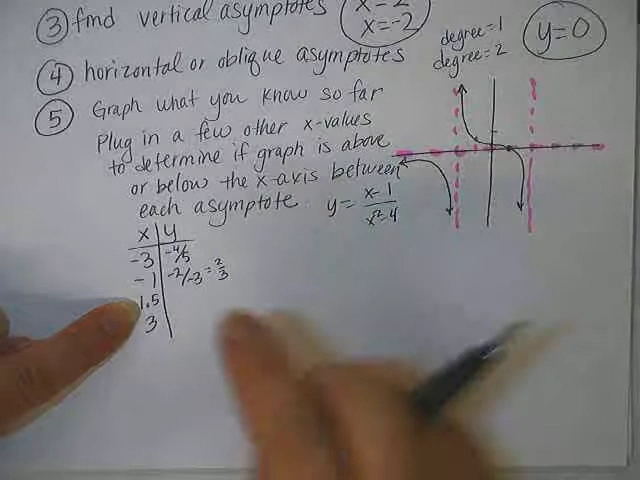 ③ find vertical asymptotes
x=2
x=-2
④ horizontal or oblique asymptotes
degree=1
degree=2
y=0
⑤ Graph what you know so far
Plug in a few other x-values
to determine if graph is above
or below the x-axis between
each asymptote.
y= x-1/x²-4
x | y
-3 | -4/5
-1 | -2/-3 = 2/3
1.5
3